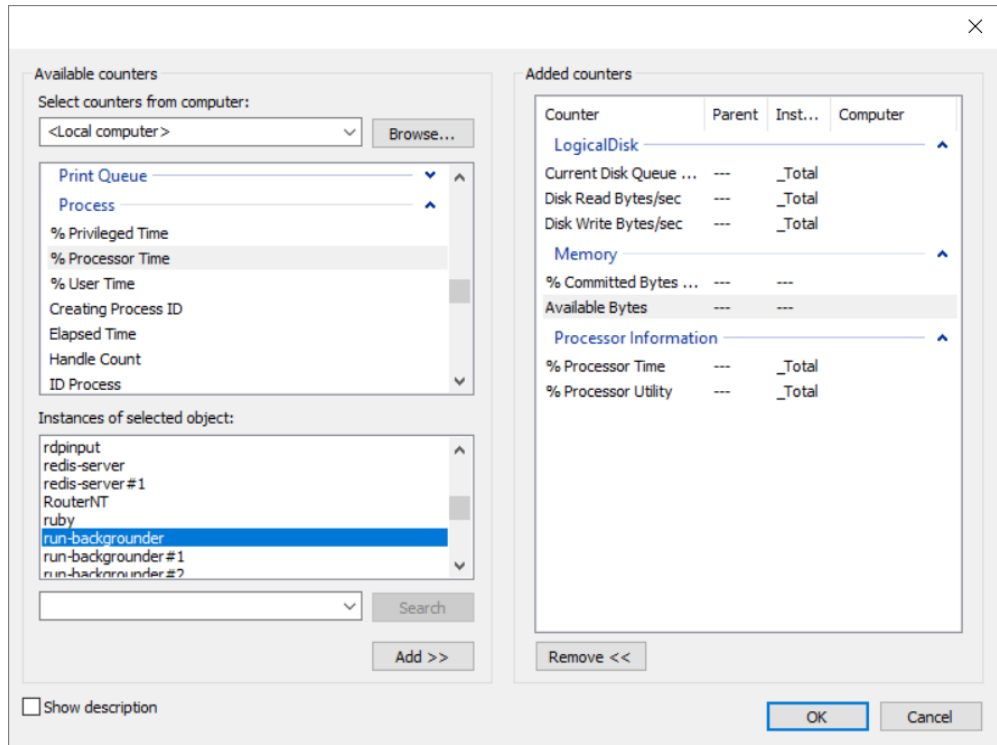 Available counters
Select counters from computer:
<Local computer>
Browse...
Print Queue
Process
% Privileged Time
% Processor Time
% User Time
Creating Process ID
Elapsed Time
Handle Count
ID Process
Instances of selected object:
rdpinput
redis-server
redis-server#1
RouterNT
ruby
run-backgrounder
run-backgrounder#1
run-backgrounder#2
Search
Add >>
Show description
Added counters
Counter Parent Inst... Computer
LogicalDisk
Current Disk Queue ... --- _Total
Disk Read Bytes/sec --- _Total
Disk Write Bytes/sec --- _Total
Memory
% Committed Bytes ... --- ---
Available Bytes --- ---
Processor Information
% Processor Time --- _Total
% Processor Utility --- _Total
Remove <<
OK
Cancel